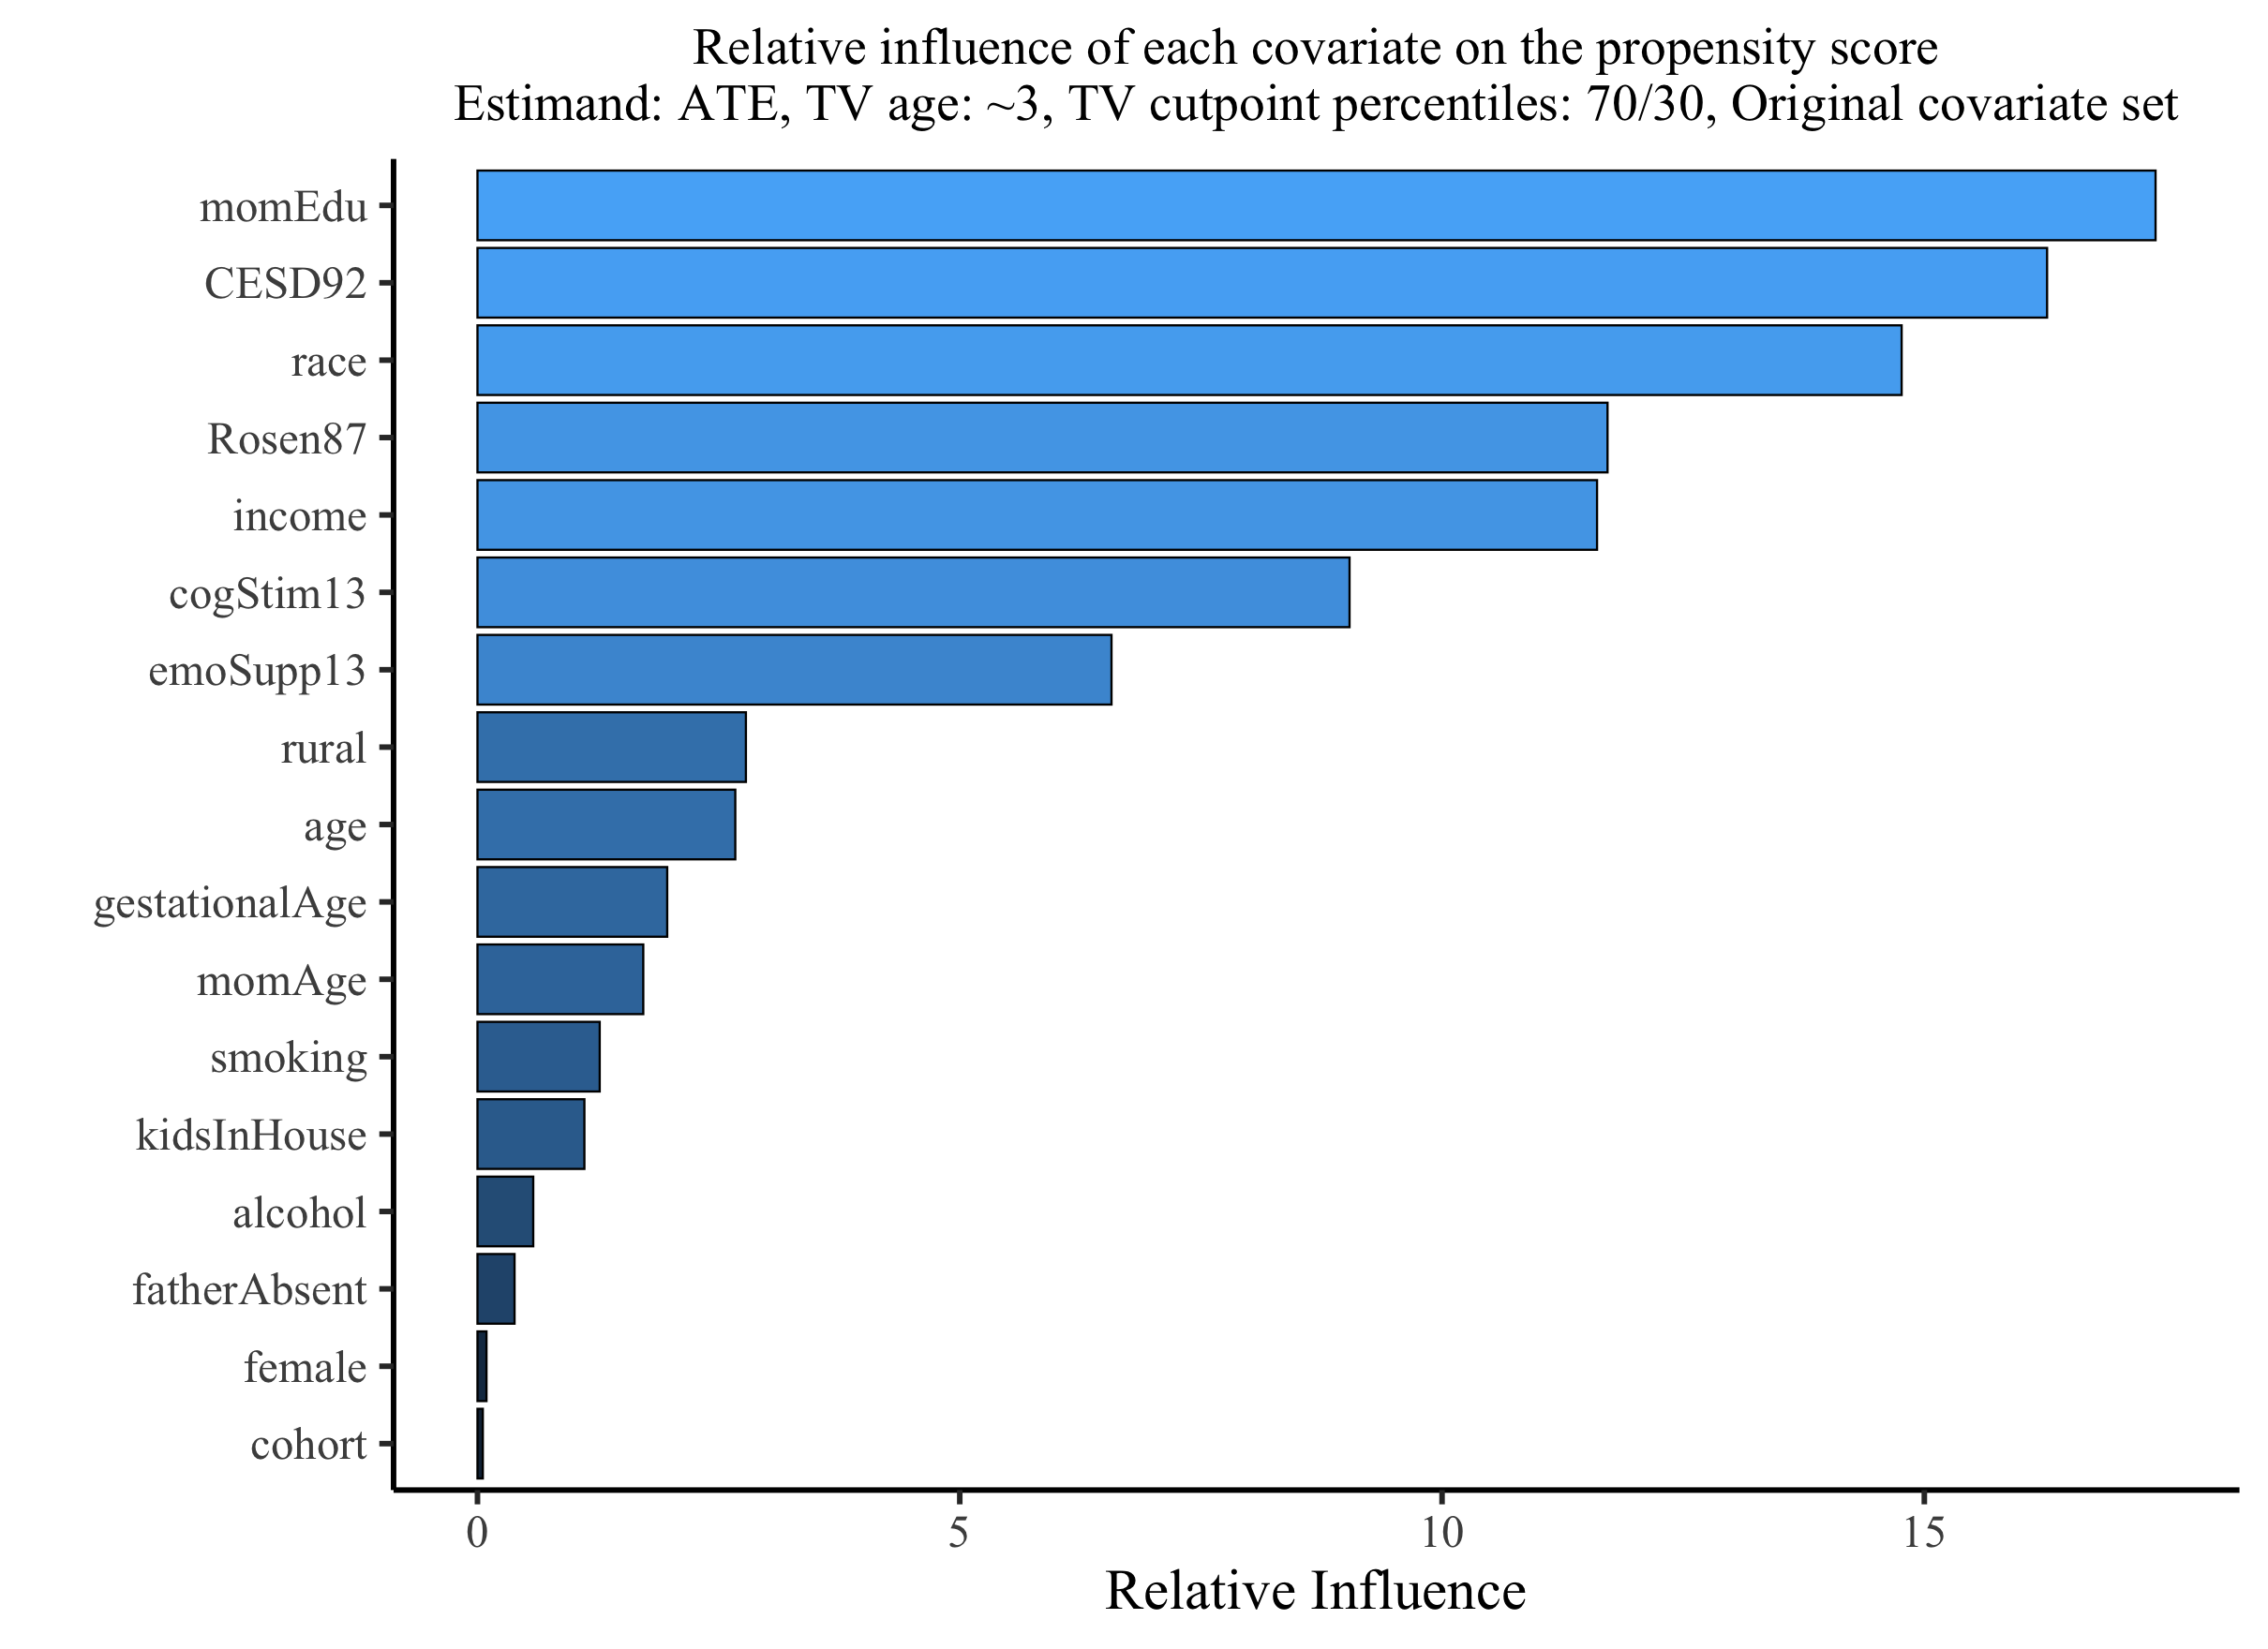 Relative influence of each covariate on the propensity score
Estimand: ATE, TV age: ~3, TV cutpoint percentiles: 70/30, Original covariate set
momEdu
CESD92
race
Rosen87
income
cogStim13
emoSupp13
rural
age
gestationalAge
momAge
smoking
kidsInHouse
alcohol
fatherAbsent
female
cohort
0 5 10 15
Relative Influence